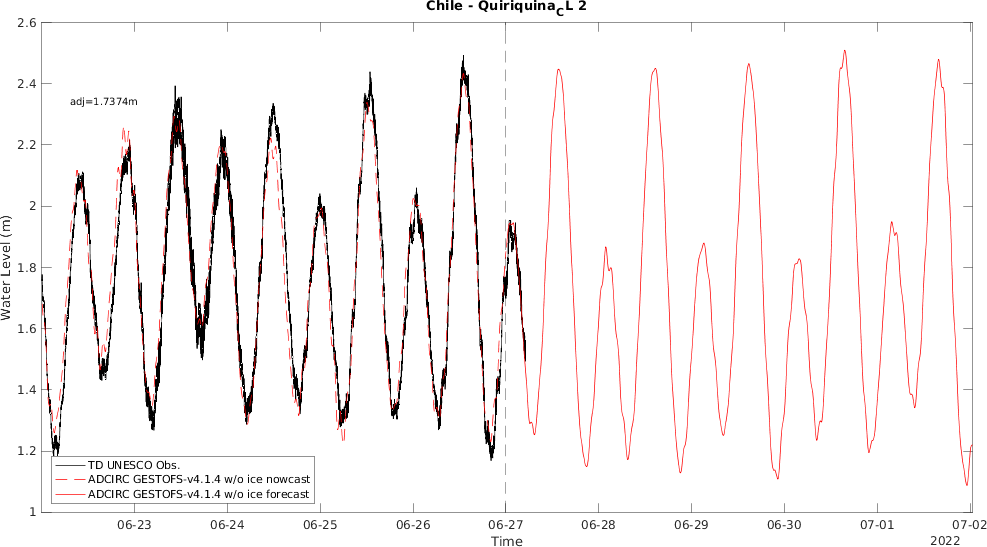 Chile - Quiriquina_CL 2
2.6
2.4
adj=1.7374m
2.2
2
1.8
1.6
1.4
1.2
1
Water Level (m)
TD UNESCO Obs.
ADCIRC GESTOFS-v4.1.4 w/o ice nowcast
ADCIRC GESTOFS-v4.1.4 w/o ice forecast
06-23 06-24 06-25 06-26 06-27 06-28 06-29 06-30 07-01 07-02
Time
2022